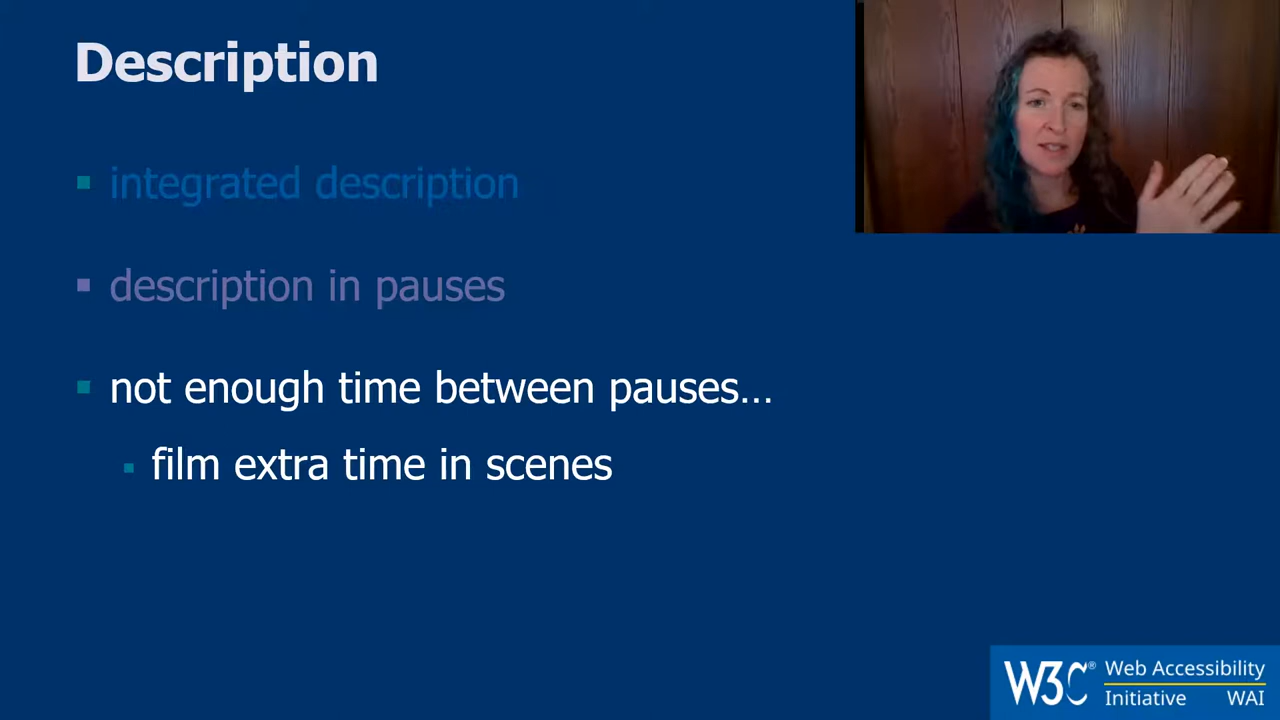 Description
integrated description
description in pauses
not enough time between pauses…
film extra time in scenes
W3C® Web Accessibility
Initiative WAI